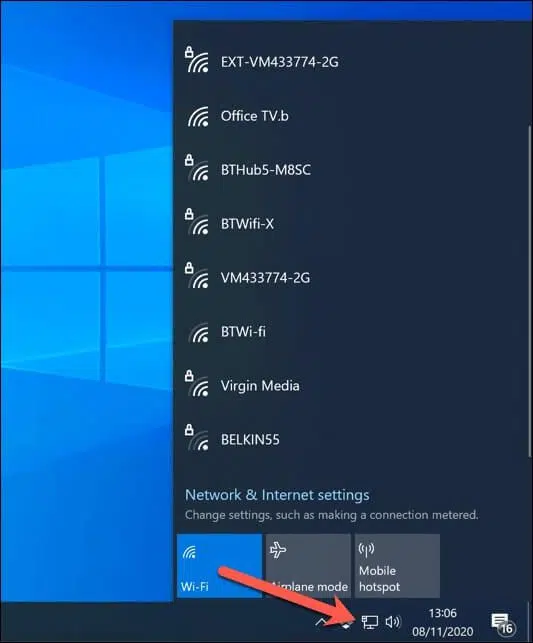 EXT-VM433774-2G
Office TV.b
BTHub5-M8SC
BTWifi-X
VM433774-2G
BTWi-fi
Virgin Media
BELKIN55
Network & Internet settings
Change settings, such as making a connection metered.
Wi-Fi
Airplane mode
Mobile
hotspot
13:06
08/11/2020
16